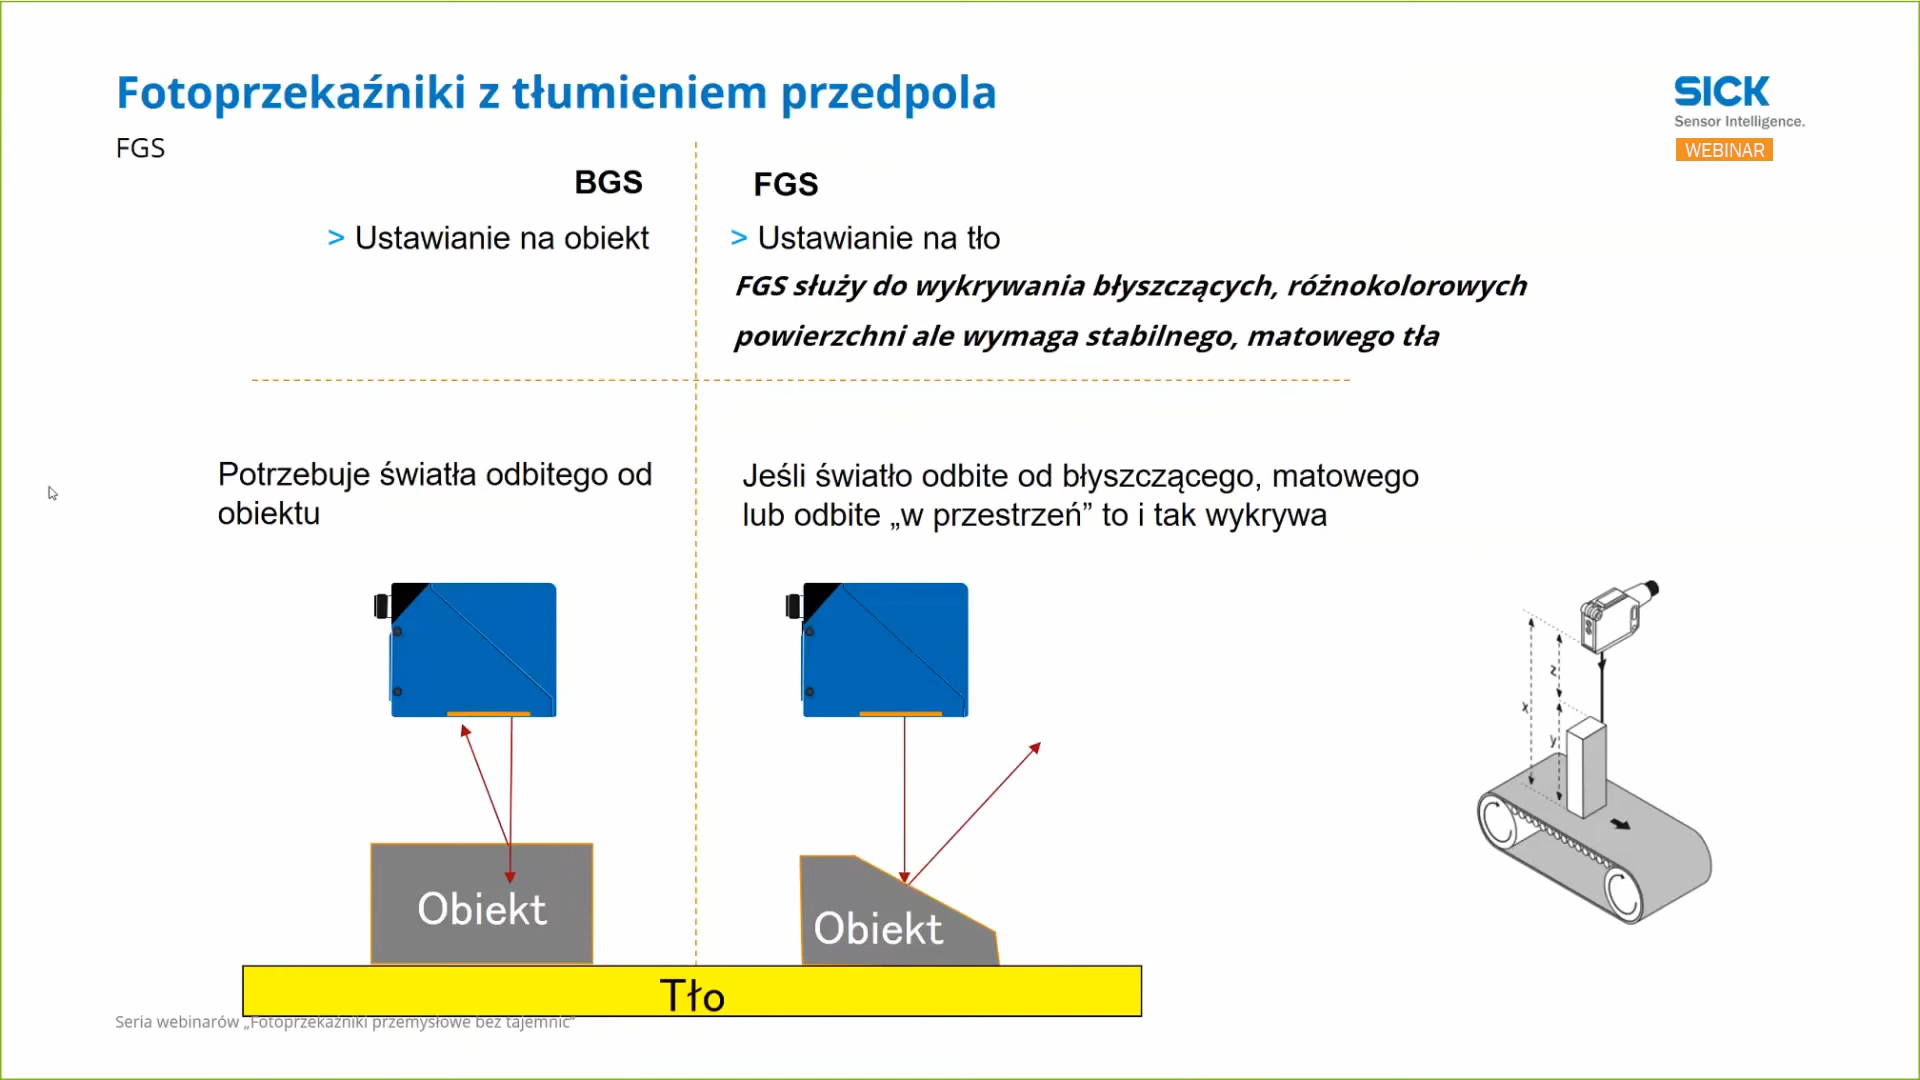 Fotoprzekaźniki z tłumieniem przedpola
FGS
SICK
Sensor Intelligence.
WEBINAR
BGS
> Ustawianie na obiekt
FGS
> Ustawianie na tło
FGS służy do wykrywania błyszczących, różnokolorowych
powierzchni ale wymaga stabilnego, matowego tła
Potrzebuje światła odbitego od
obiektu
Jeśli światło odbite od błyszczącego, matowego
lub odbite „w przestrzeń” to i tak wykrywa
Obiekt
Obiekt
z
x
y
Tło
Seria webinarów „Fotoprzekaźniki przemysłowe bez tajemnic”